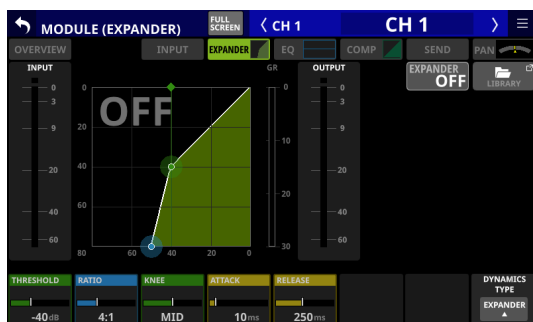 MODULE (EXPANDER)
FULL
SCREEN
CH 1
CH 1
OVERVIEW
INPUT
EXPANDER
EQ
COMP
SEND
PAN
INPUT
GR
OUTPUT
EXPANDER
OFF
LIBRARY
OFF
0
3
9
20
40
60
0
20
40
60
80
60
40
20
0
0
10
20
30
0
3
9
20
40
60
THRESHOLD
RATIO
KNEE
ATTACK
RELEASE
DYNAMICS
TYPE
-40dB
4:1
MID
10ms
250ms
EXPANDER